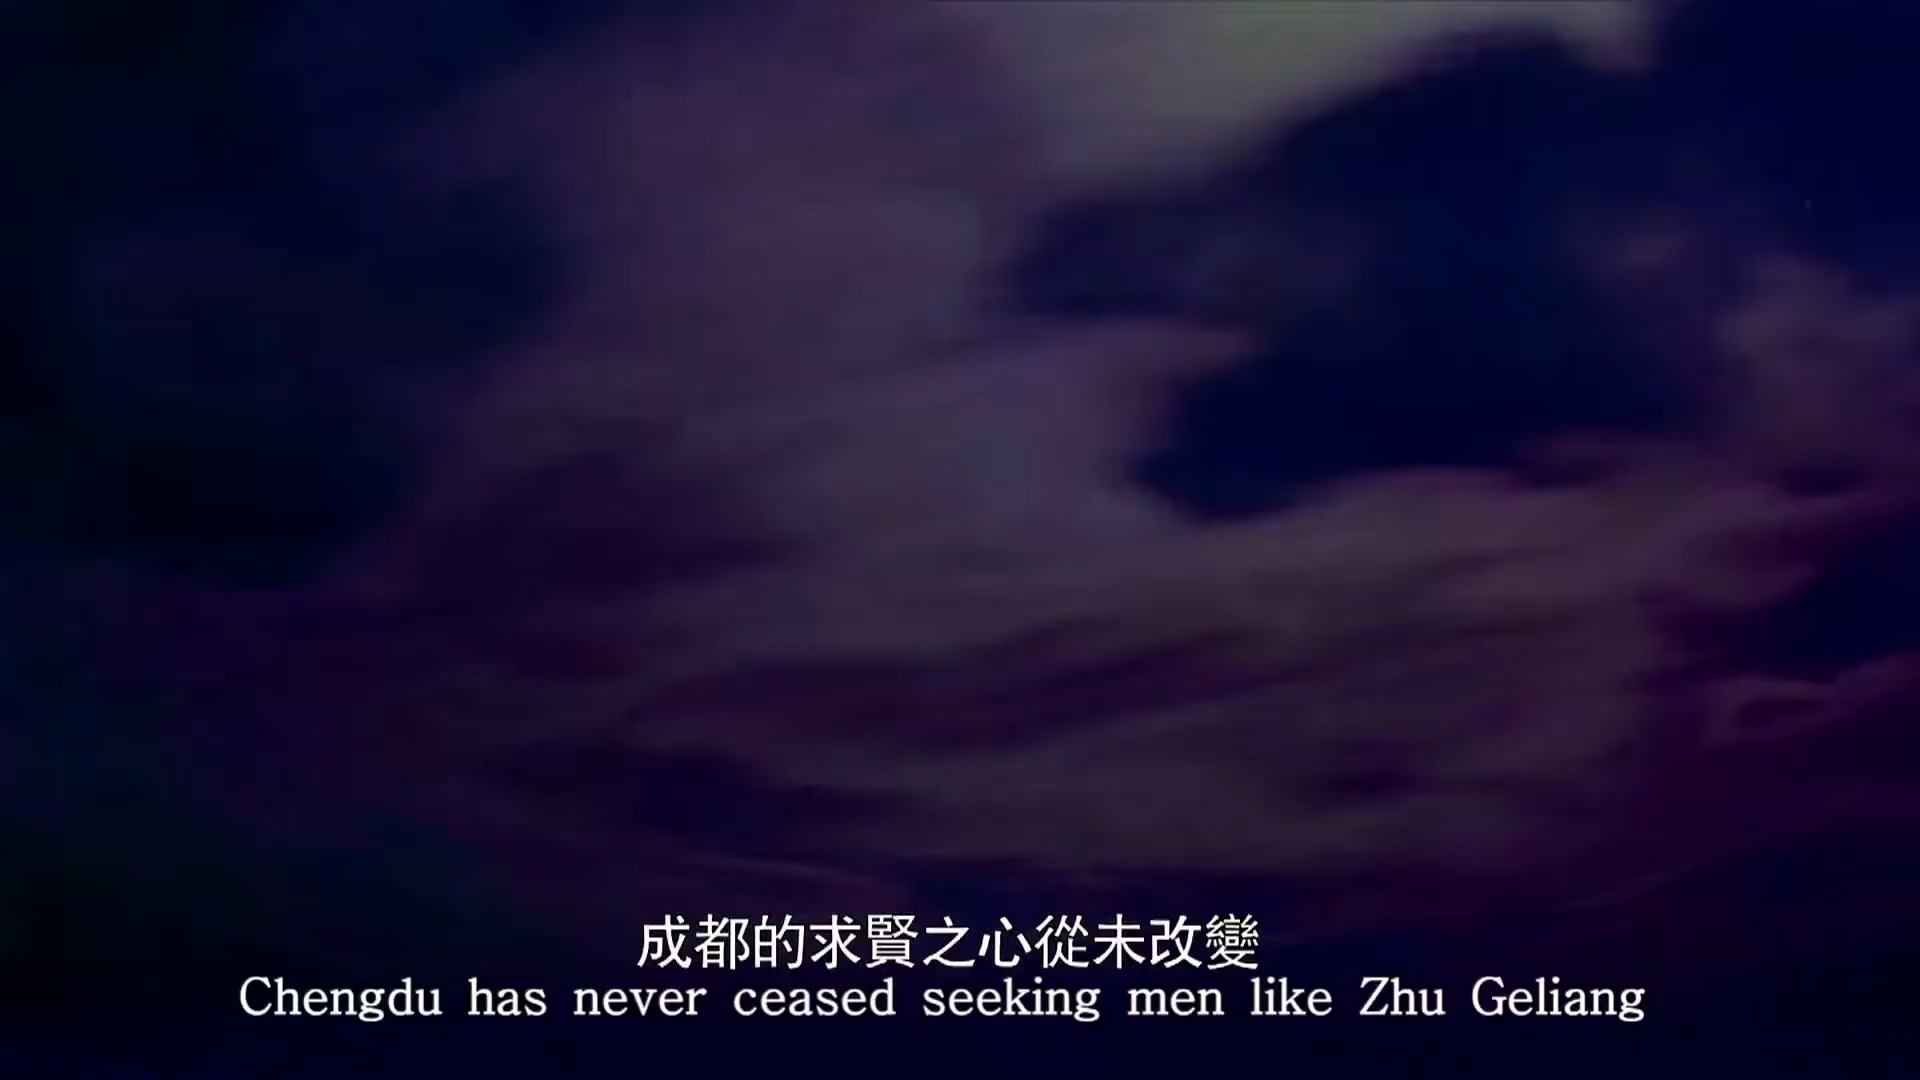 成都的求賢之心從未改變
Chengdu has never ceased seeking men like Zhu Geliang